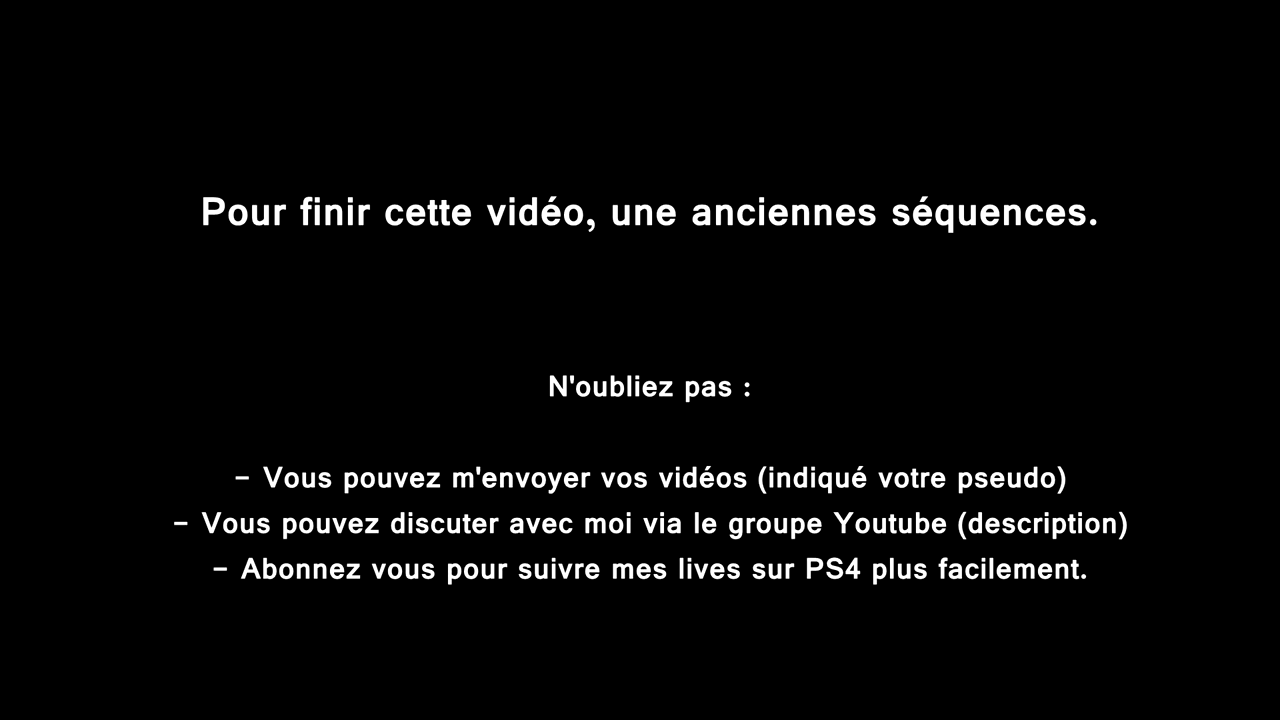 Pour finir cette vidéo, une anciennes séquences.
N'oubliez pas :
- Vous pouvez m'envoyer vos vidéos (indiqué votre pseudo)
- Vous pouvez discuter avec moi via le groupe Youtube (description)
- Abonnez vous pour suivre mes lives sur PS4 plus facilement.